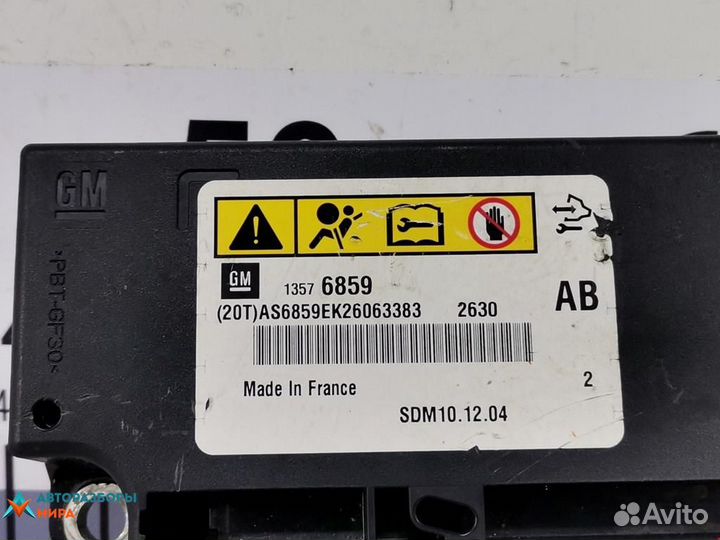 GM
>PBT-GF30<
GM
1357 6859
AB
(20T)AS6859EK26063383 2630
Made In France
2
SDM10.12.04
АВТОРАЗБОРЫ
МИРА
Avito